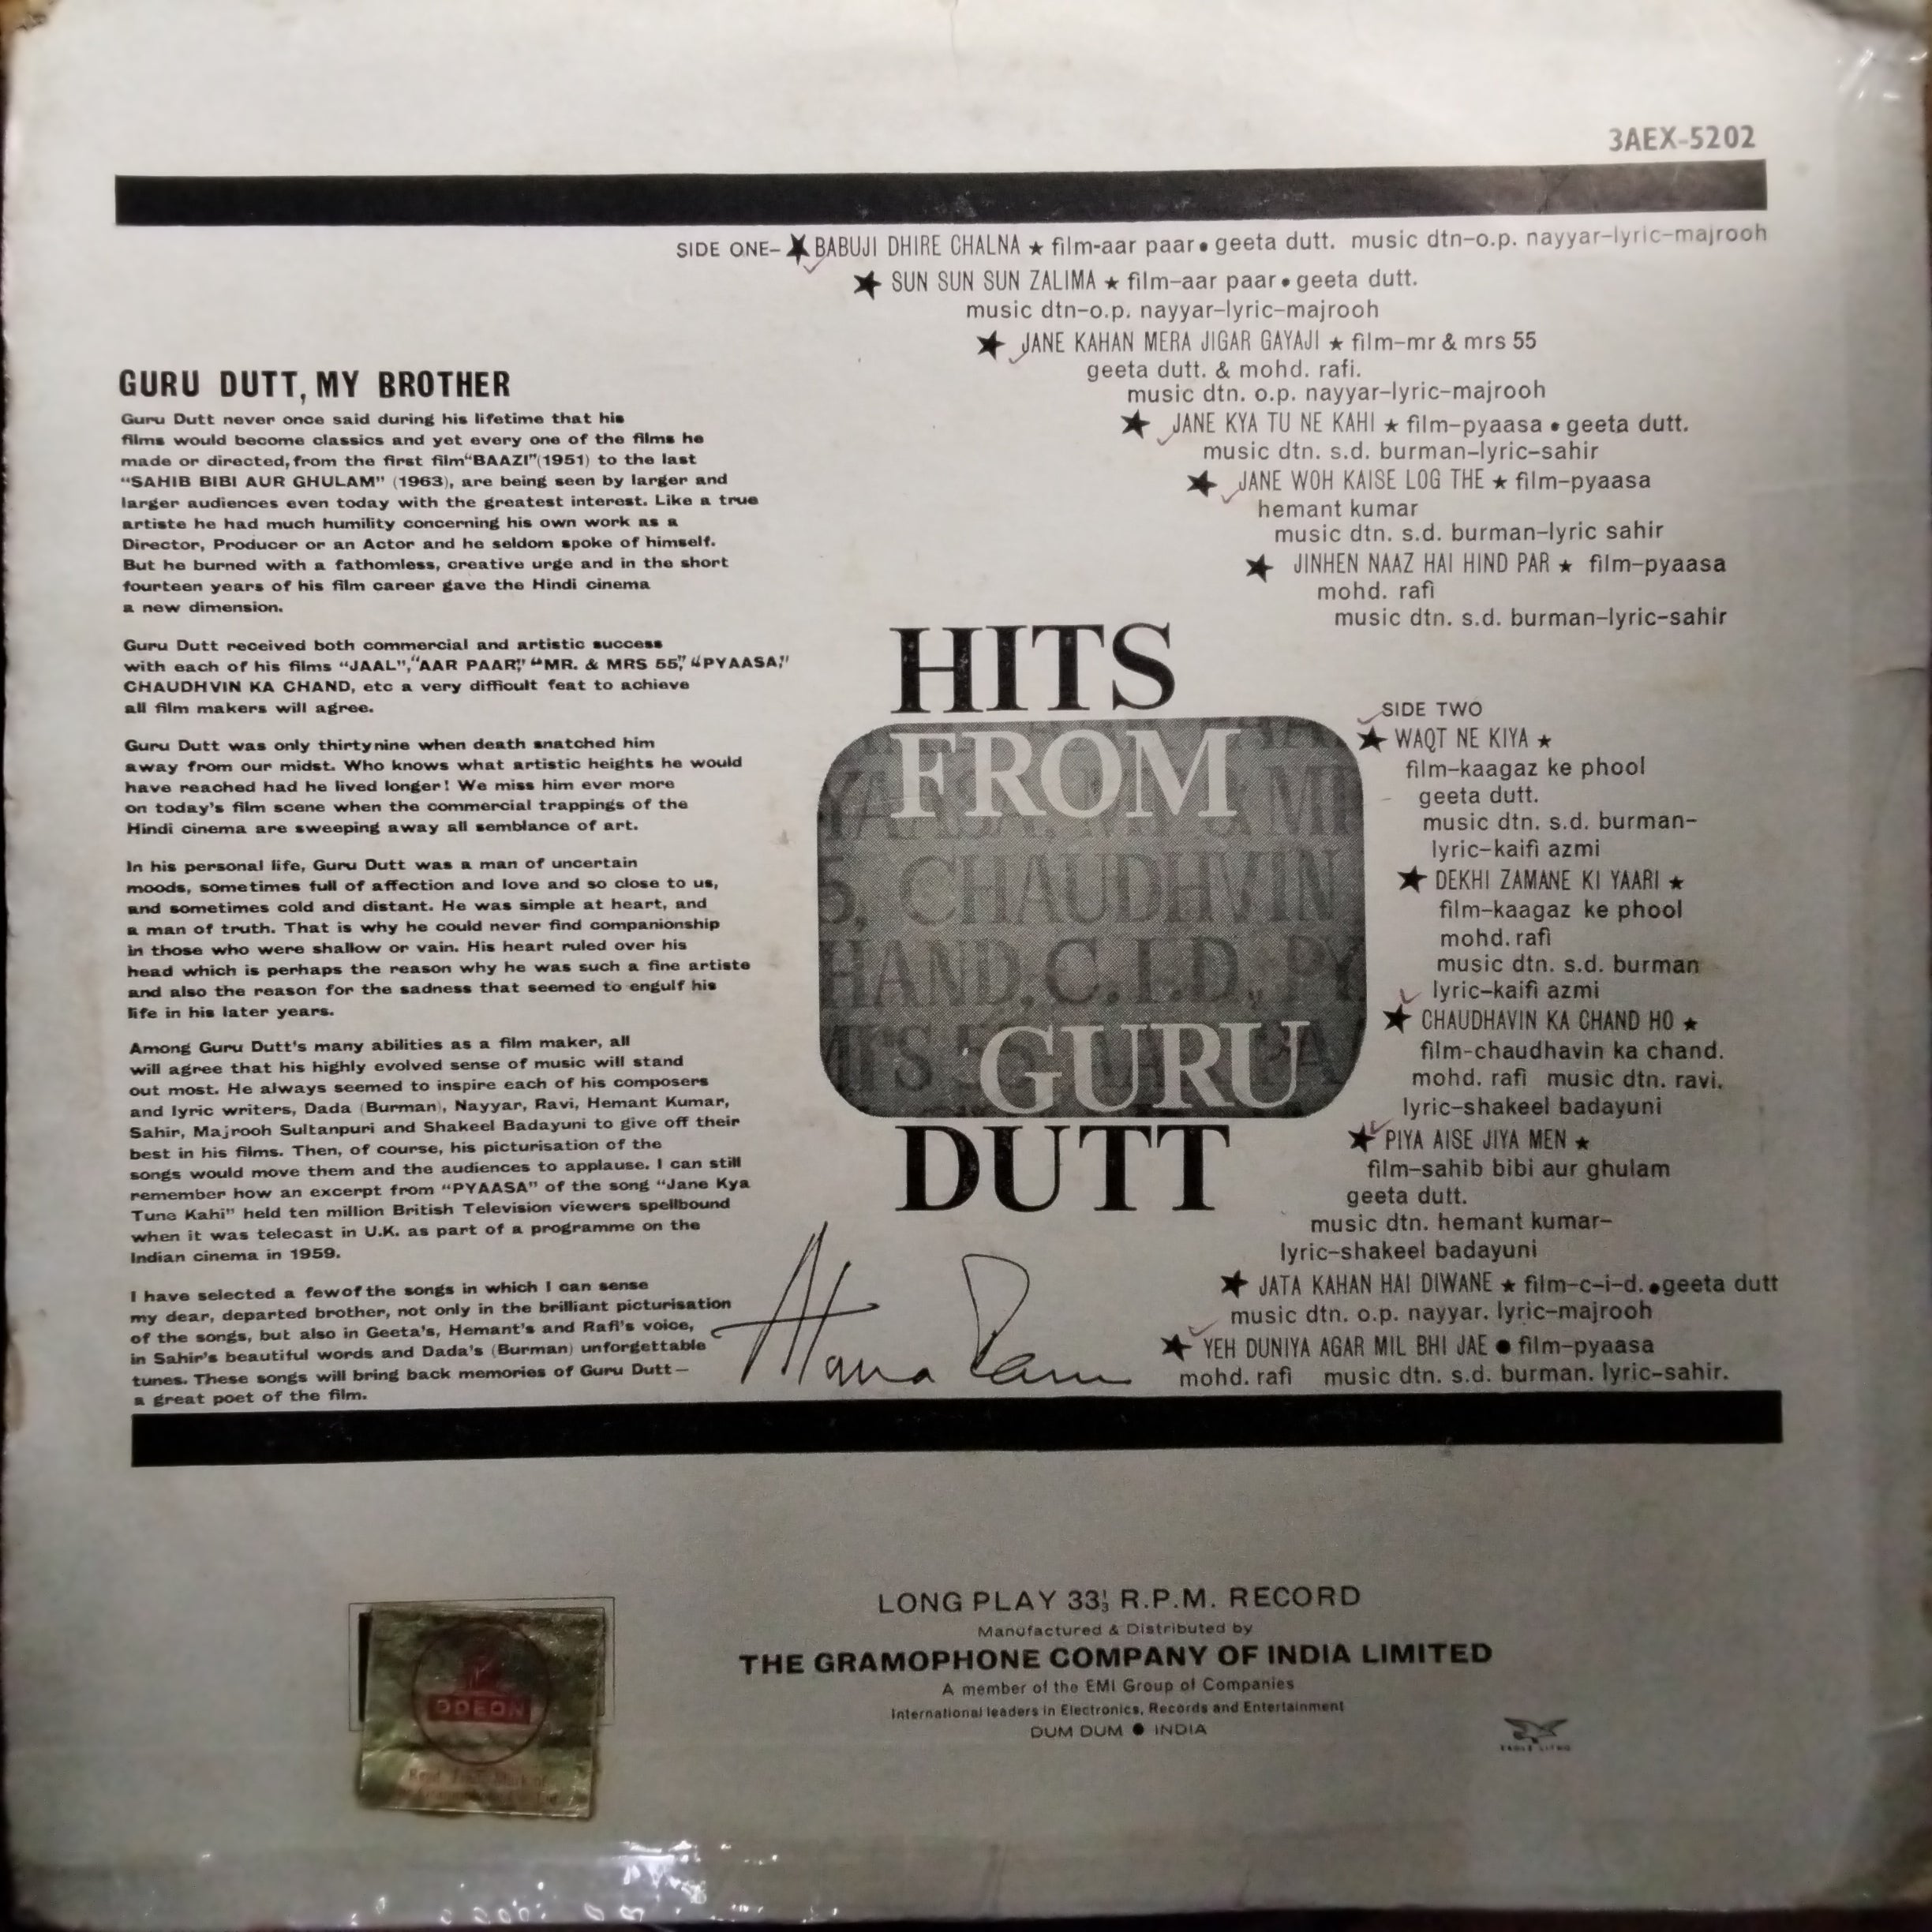 3AEX-5202
SIDE ONE- ★ BABUJI DHIRE CHALNA ★ film-aar paar • geeta dutt. music dtn-o.p. nayyar-lyric-majrooh
★ SUN SUN SUN ZALIMA ★ film-aar paar • geeta dutt.
music dtn-o.p. nayyar-lyric-majrooh
★ JANE KAHAN MERA JIGAR GAYAJI ★ film-mr & mrs 55
geeta dutt. & mohd. rafi.
music dtn. o.p. nayyar-lyric-majrooh
★ JANE KYA TU NE KAHI ★ film-pyaasa • geeta dutt.
music dtn. s.d. burman-lyric-sahir
★ JANE WOH KAISE LOG THE ★ film-pyaasa
hemant kumar
music dtn. s.d. burman-lyric sahir
★ JINHEN NAAZ HAI HIND PAR ★ film-pyaasa
mohd. rafi
music dtn. s.d. burman-lyric-sahir
GURU DUTT, MY BROTHER
Guru Dutt never once said during his lifetime that his
films would become classics and yet every one of the films he
made or directed, from the first film "BAAZI" (1951) to the last
"SAHIB BIBI AUR GHULAM" (1963), are being seen by larger and
larger audiences even today with the greatest interest. Like a true
artiste he had much humility concerning his own work as a
Director, Producer or an Actor and he seldom spoke of himself.
But he burned with a fathomless, creative urge and in the short
fourteen years of his film career gave the Hindi cinema
a new dimension.
Guru Dutt received both commercial and artistic success
with each of his films "JAAL", "AAR PAAR," "MR. & MRS 55," "PYAASA,"
CHAUDHVIN KA CHAND, etc a very difficult feat to achieve
all film makers will agree.
Guru Dutt was only thirtynine when death snatched him
away from our midst. Who knows what artistic heights he would
have reached had he lived longer! We miss him ever more
on today's film scene when the commercial trappings of the
Hindi cinema are sweeping away all semblance of art.
In his personal life, Guru Dutt was a man of uncertain
moods, sometimes full of affection and love and so close to us,
and sometimes cold and distant. He was simple at heart, and
a man of truth. That is why he could never find companionship
in those who were shallow or vain. His heart ruled over his
head which is perhaps the reason why he was such a fine artiste
and also the reason for the sadness that seemed to engulf his
life in his later years.
Among Guru Dutt's many abilities as a film maker, all
will agree that his highly evolved sense of music will stand
out most. He always seemed to inspire each of his composers
and lyric writers, Dada (Burman), Nayyar, Ravi, Hemant Kumar,
Sahir, Majrooh Sultanpuri and Shakeel Badayuni to give off their
best in his films. Then, of course, his picturisation of the
songs would move them and the audiences to applause. I can still
remember how an excerpt from "PYAASA" of the song "Jane Kya
Tune Kahi" held ten million British Television viewers spellbound
when it was telecast in U.K. as part of a programme on the
Indian cinema in 1959.
I have selected a few of the songs in which I can sense
my dear, departed brother, not only in the brilliant picturisation
of the songs, but also in Geeta's, Hemant's and Rafi's voice,
in Sahir's beautiful words and Dada's (Burman) unforgettable
tunes. These songs will bring back memories of Guru Dutt—
a great poet of the film.
HITS
FROM
GURU
DUTT
YAASA, MR & MR
5, CHAUDHVIN
HAND, C.I.D., PY
SIDE TWO
★ WAQT NE KIYA ★
film-kaagaz ke phool
geeta dutt.
music dtn. s.d. burman-
lyric-kaifi azmi
★ DEKHI ZAMANE KI YAARI ★
film-kaagaz ke phool
mohd. rafi
music dtn. s.d. burman
lyric-kaifi azmi
★ CHAUDHAVIN KA CHAND HO ★
film-chaudhavin ka chand.
mohd. rafi music dtn. ravi.
lyric-shakeel badayuni
★ PIYA AISE JIYA MEN ★
film-sahib bibi aur ghulam
geeta dutt.
music dtn. hemant kumar-
lyric-shakeel badayuni
★ JATA KAHAN HAI DIWANE ★ film-c-i-d. • geeta dutt
music dtn. o.p. nayyar. lyric-majrooh
★ YEH DUNIYA AGAR MIL BHI JAE ● film-pyaasa
mohd. rafi music dtn. s.d. burman. lyric-sahir.
LONG PLAY 33⅓ R.P.M. RECORD
Manufactured & Distributed by
THE GRAMOPHONE COMPANY OF INDIA LIMITED
A member of the EMI Group of Companies
International leaders in Electronics, Records and Entertainment
DUM DUM ● INDIA
ODEON
EAGLE LITHO